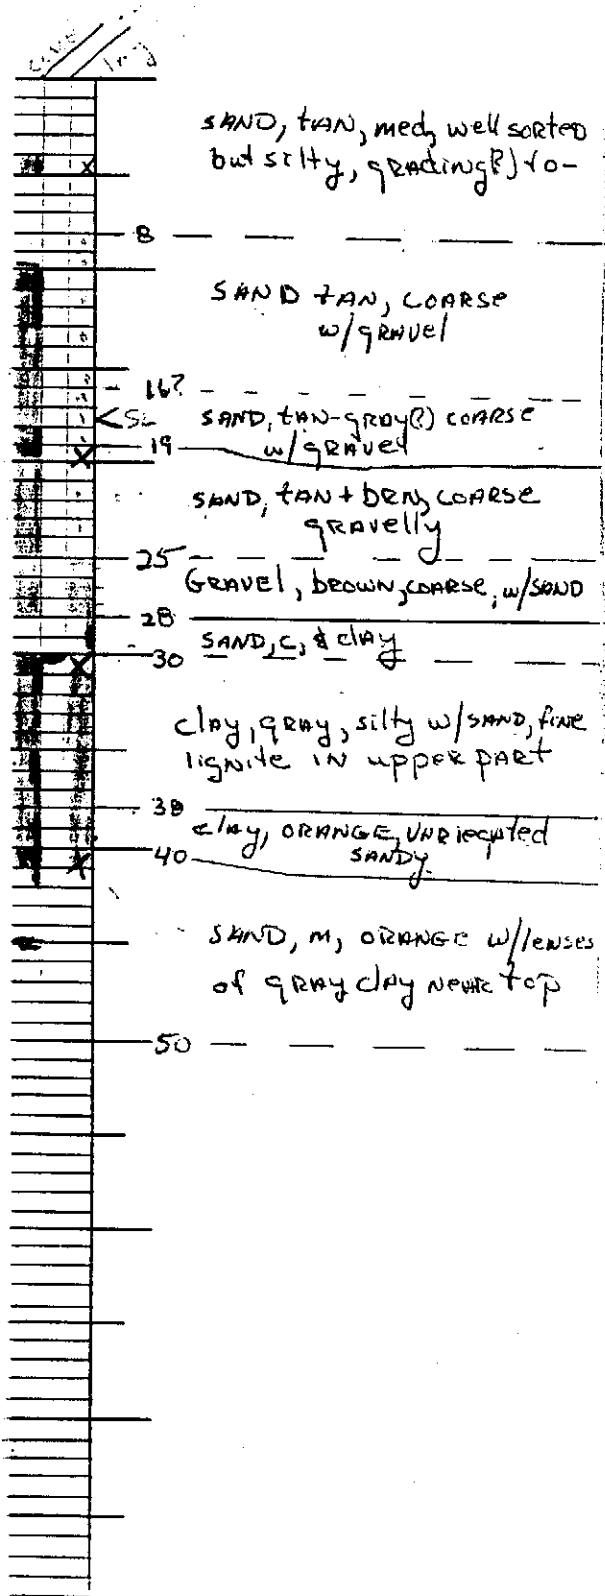 SAND, tAN, med, well sorted
but silty, gRADing(?) to-
8
SAND tAN, COARSe
w/gRAVel
16?
SAND, tAN-gRAy(?) COARSe
w/gRAVel
19
SAND, tAN + bRN, COARSe
gRAVelly
25
GRAVEl, bROWN, COARSe, w/SAND
28
SAND, C, & clAy
30
clay, gRAy, silty w/SAND, fine
ligNite IN uppeR pARt
38
clAy, ORANGE, VARiegAted
SANDy.
40
SAND, M, ORANGE w/leNses
of gRAy clAy NeAR top
50